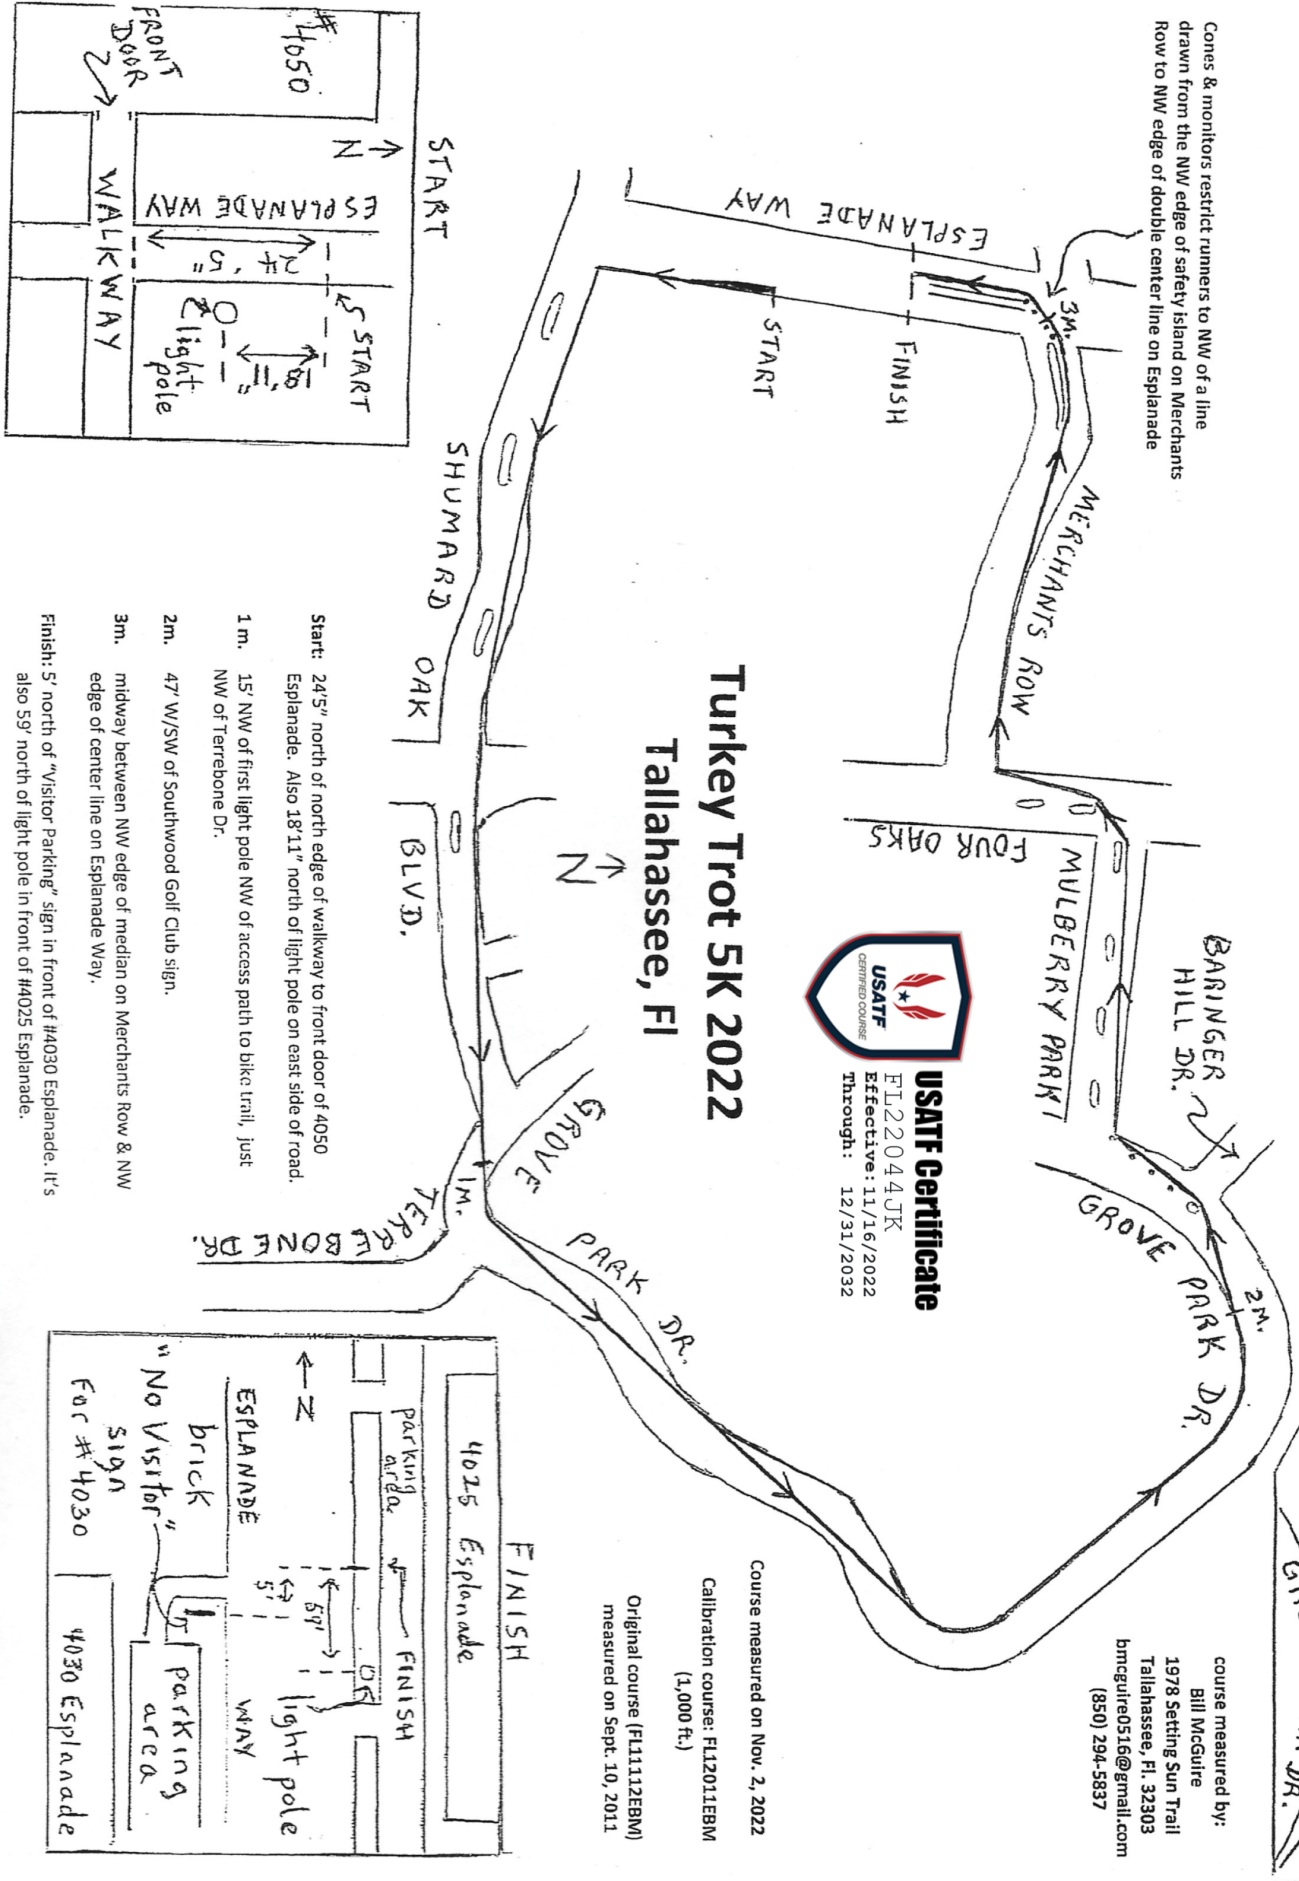 Cones & monitors restrict runners to NW of a line
drawn from the NW edge of safety island on Merchants
Row to NW edge of double center line on Esplanade
3M.
MERCHANTS ROW
ESPLANADE WAY
FINISH
START
FOUR OAKS
MULBERRY PARK
BARINGER
HILL DR.
GROVE PARK DR.
2M.
course measured by:
Bill McGuire
1978 Setting Sun Trail
Tallahassee, Fl. 32303
bmcguire0516@gmail.com
(850) 294-5837
DR.
USATF
CERTIFIED COURSE
USATF Certificate
FL22044JK
Effective: 11/16/2022
Through: 12/31/2032
Turkey Trot 5K 2022
Tallahassee, Fl
N
Course measured on Nov. 2, 2022
Calibration course: FL12011EBM
(1,000 ft.)
Original course (FL11112EBM)
measured on Sept. 10, 2011
SHUMARD OAK BLVD.
GROVE PARK DR.
1M.
TERREBONE DR.
START
#4050
FRONT
DOOR
N
ESPLANADE WAY
24'5"
START
18'11"
light
pole
WALKWAY
Start: 24'5" north of north edge of walkway to front door of 4050
Esplanade. Also 18'11" north of light pole on east side of road.
1 m. 15' NW of first light pole NW of access path to bike trail, just
NW of Terrebone Dr.
2m. 47' W/SW of Southwood Golf Club sign.
3m. midway between NW edge of median on Merchants Row & NW
edge of center line on Esplanade Way.
Finish: 5' north of "Visitor Parking" sign in front of #4030 Esplanade. It's
also 59' north of light pole in front of #4025 Esplanade.
FINISH
4025 Esplanade
parking
area
FINISH
N
59'
5'
light pole
ESPLANADE WAY
brick
"No Visitor"
sign
For #4030
parking
area
4030 Esplanade